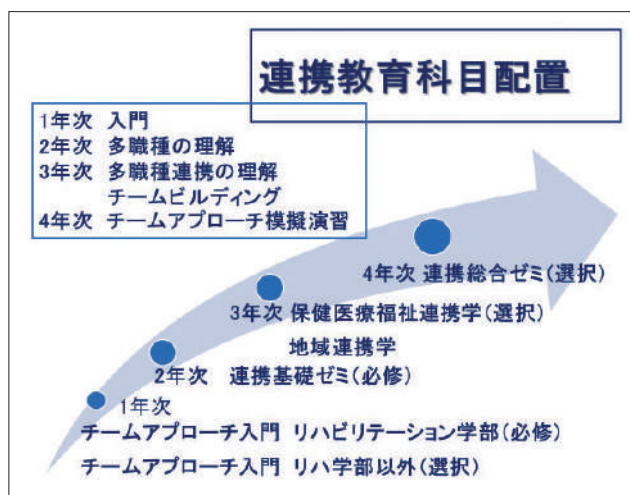 連携教育科目配置
1年次 入門
2年次 多職種の理解
3年次 多職種連携の理解
チームビルディング
4年次 チームアプローチ模擬演習
4年次 連携総合ゼミ(選択)
3年次 保健医療福祉連携学(選択)
地域連携学
2年次 連携基礎ゼミ(必修)
1年次
チームアプローチ入門 リハビリテーション学部(必修)
チームアプローチ入門 リハ学部以外(選択)